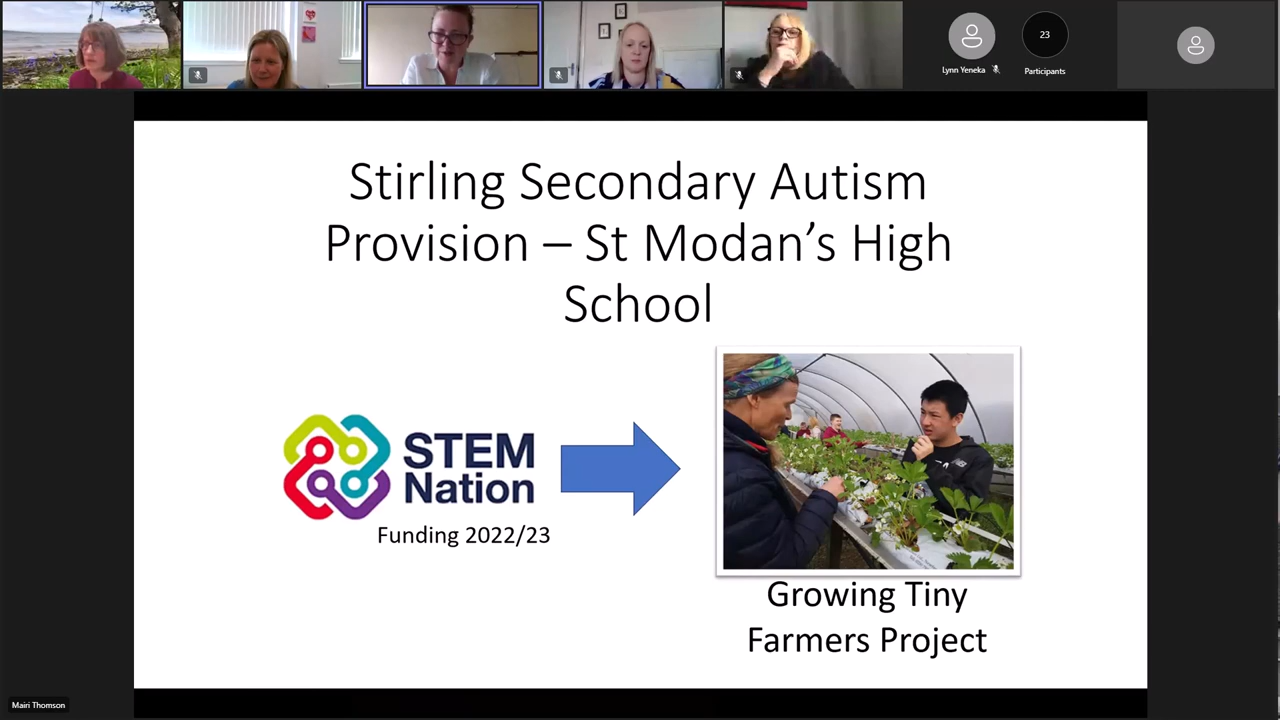 Lynn Yeneka
23
Participants
Stirling Secondary Autism
Provision – St Modan’s High
School
STEM
Nation
Funding 2022/23
Growing Tiny
Farmers Project
Mairi Thomson